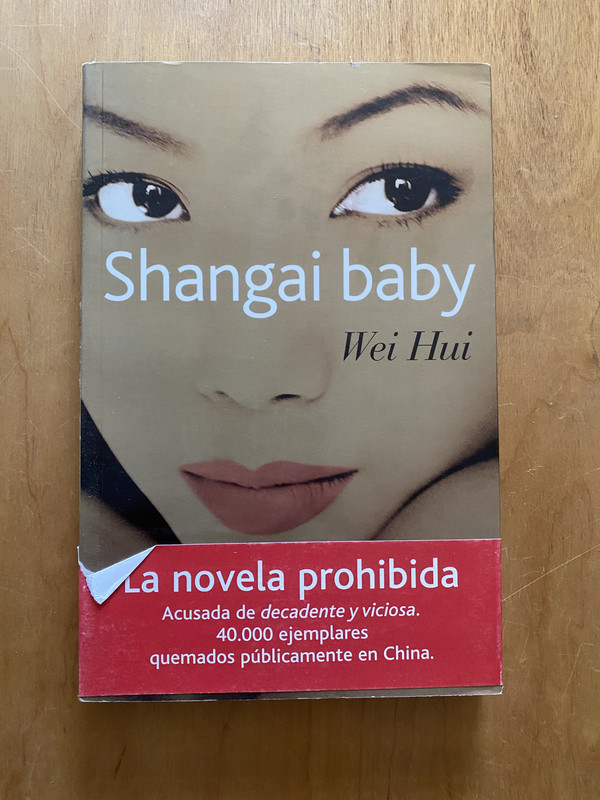 Shangai baby
Wei Hui
La novela prohibida
Acusada de decadente y viciosa.
40.000 ejemplares
quemados públicamente en China.